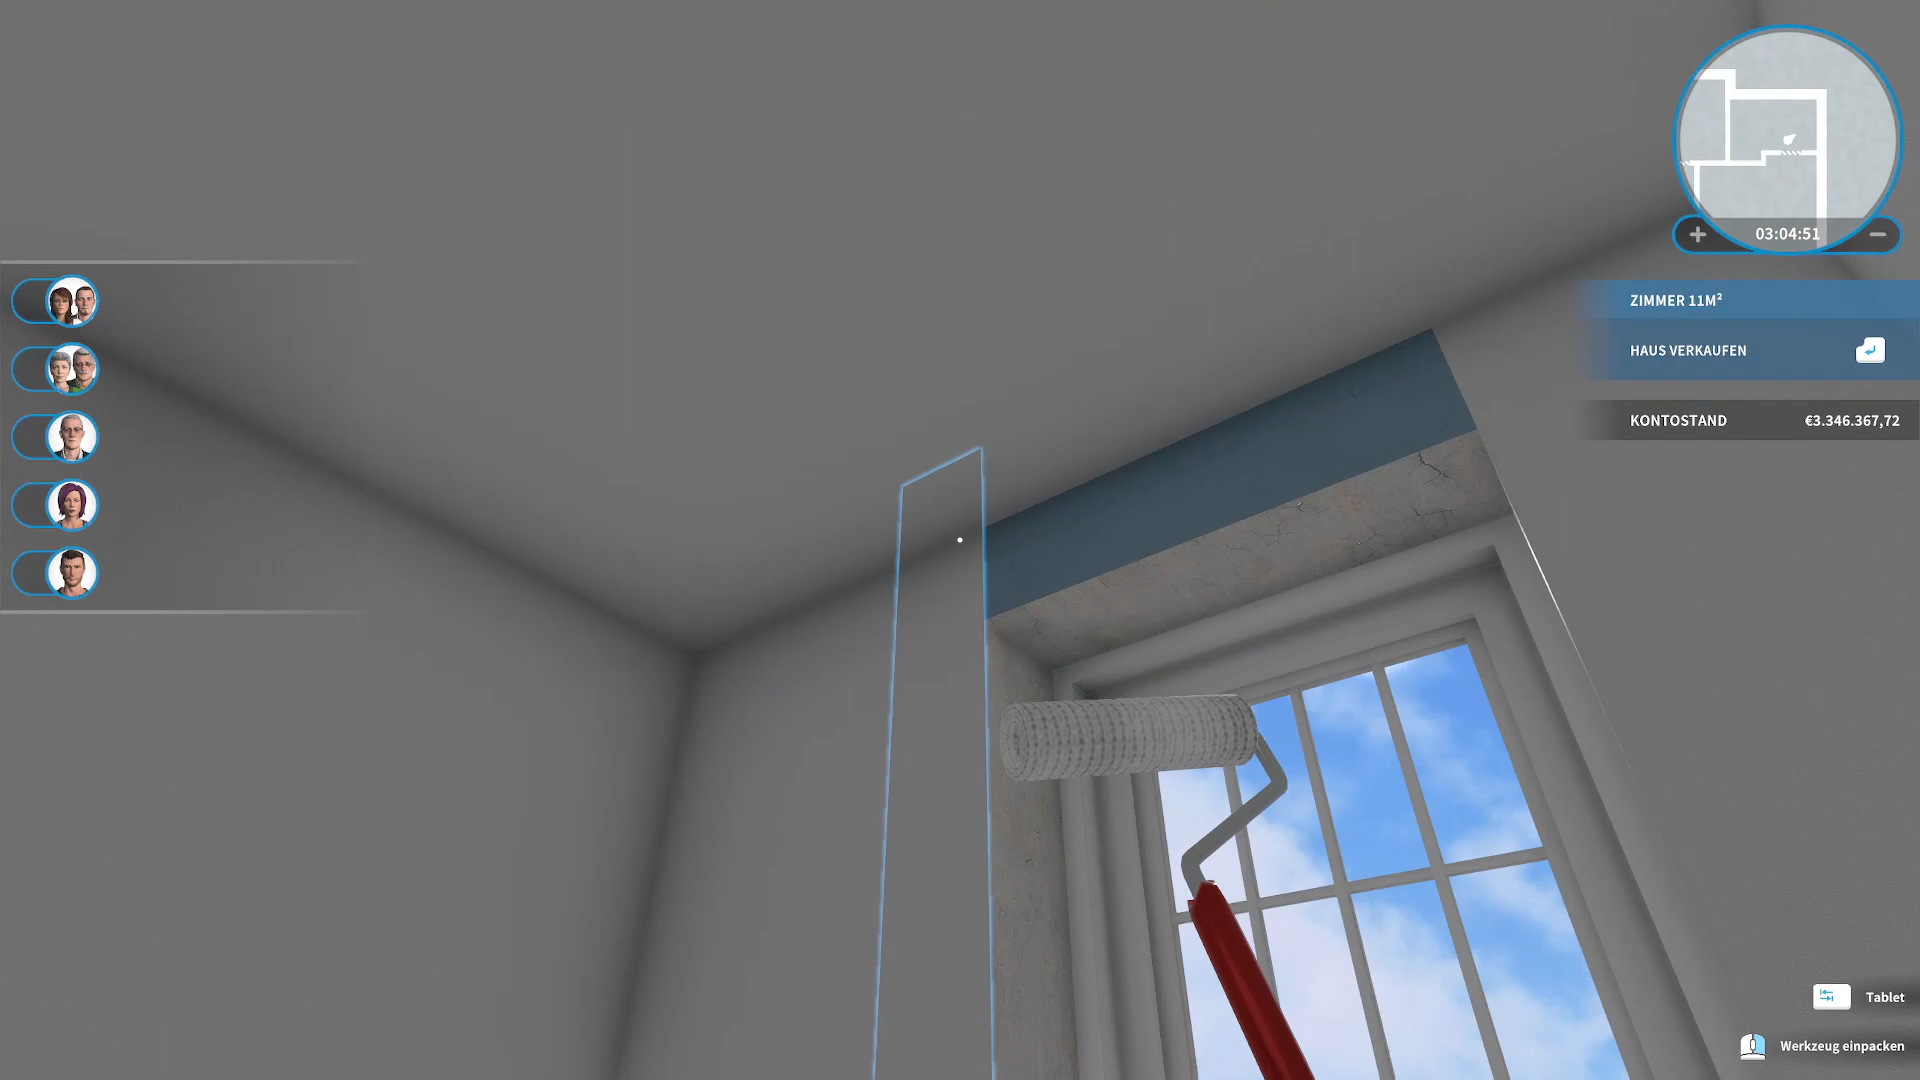 03:04:51
ZIMMER 11M²
HAUS VERKAUFEN
KONTOSTAND €3.346.367,72
Tablet
Werkzeug einpacken